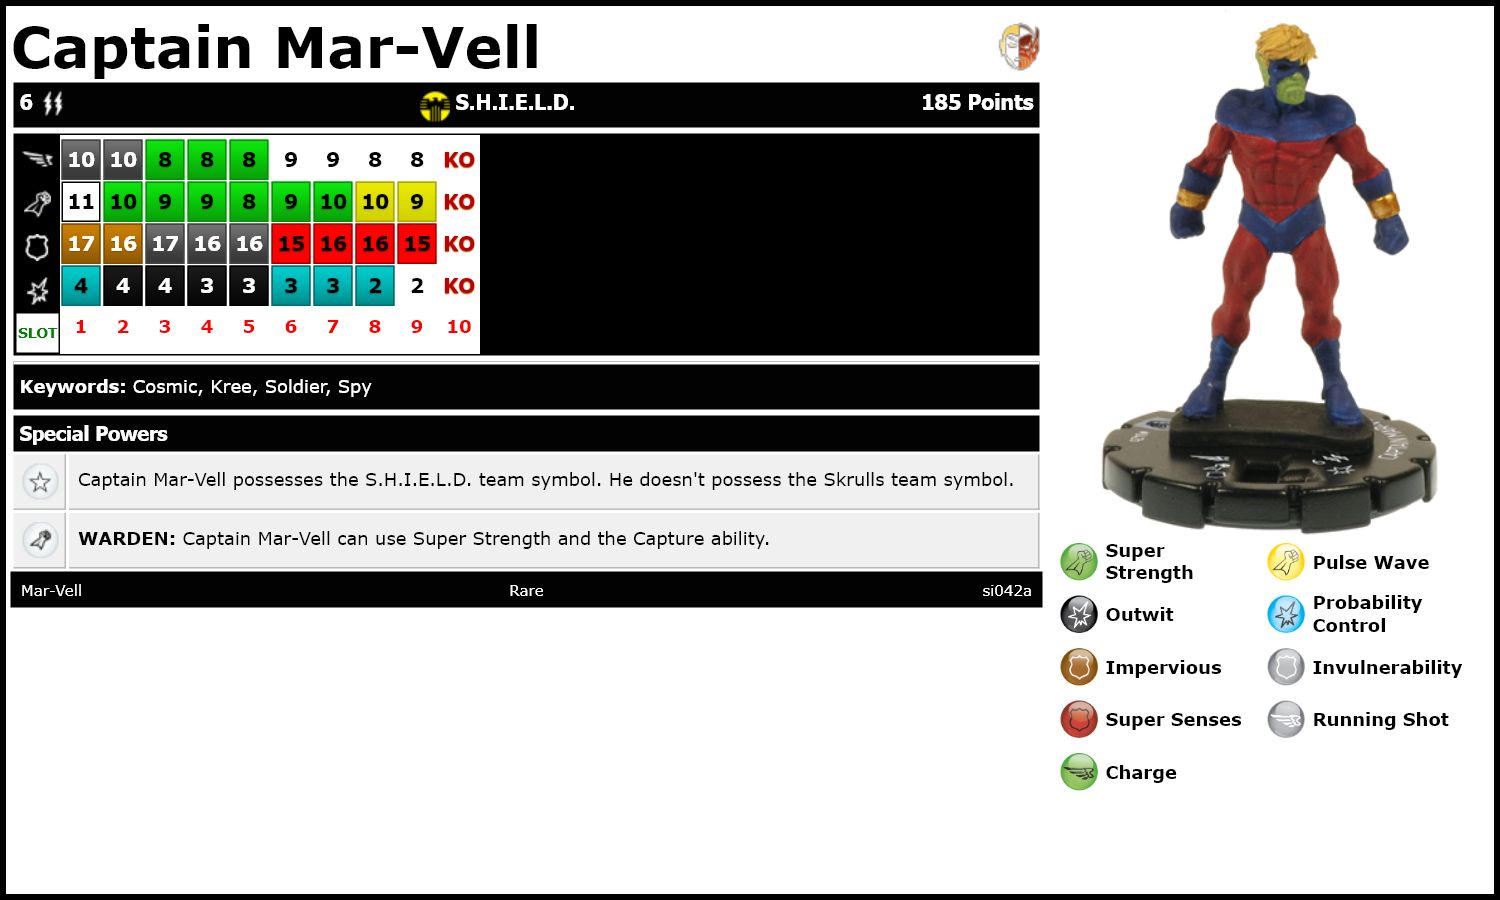 Captain Mar-Vell
6 S.H.I.E.L.D. 185 Points
10 10 8 8 8 9 9 8 8 KO
11 10 9 9 8 9 10 10 9 KO
17 16 17 16 16 15 16 16 15 KO
4 4 4 3 3 3 3 2 2 KO
SLOT 1 2 3 4 5 6 7 8 9 10
Keywords: Cosmic, Kree, Soldier, Spy
Special Powers
Captain Mar-Vell possesses the S.H.I.E.L.D. team symbol. He doesn't possess the Skrulls team symbol.
WARDEN: Captain Mar-Vell can use Super Strength and the Capture ability.
Mar-Vell Rare si042a
Super
Strength
Pulse Wave
Outwit
Probability
Control
Impervious
Invulnerability
Super Senses
Running Shot
Charge